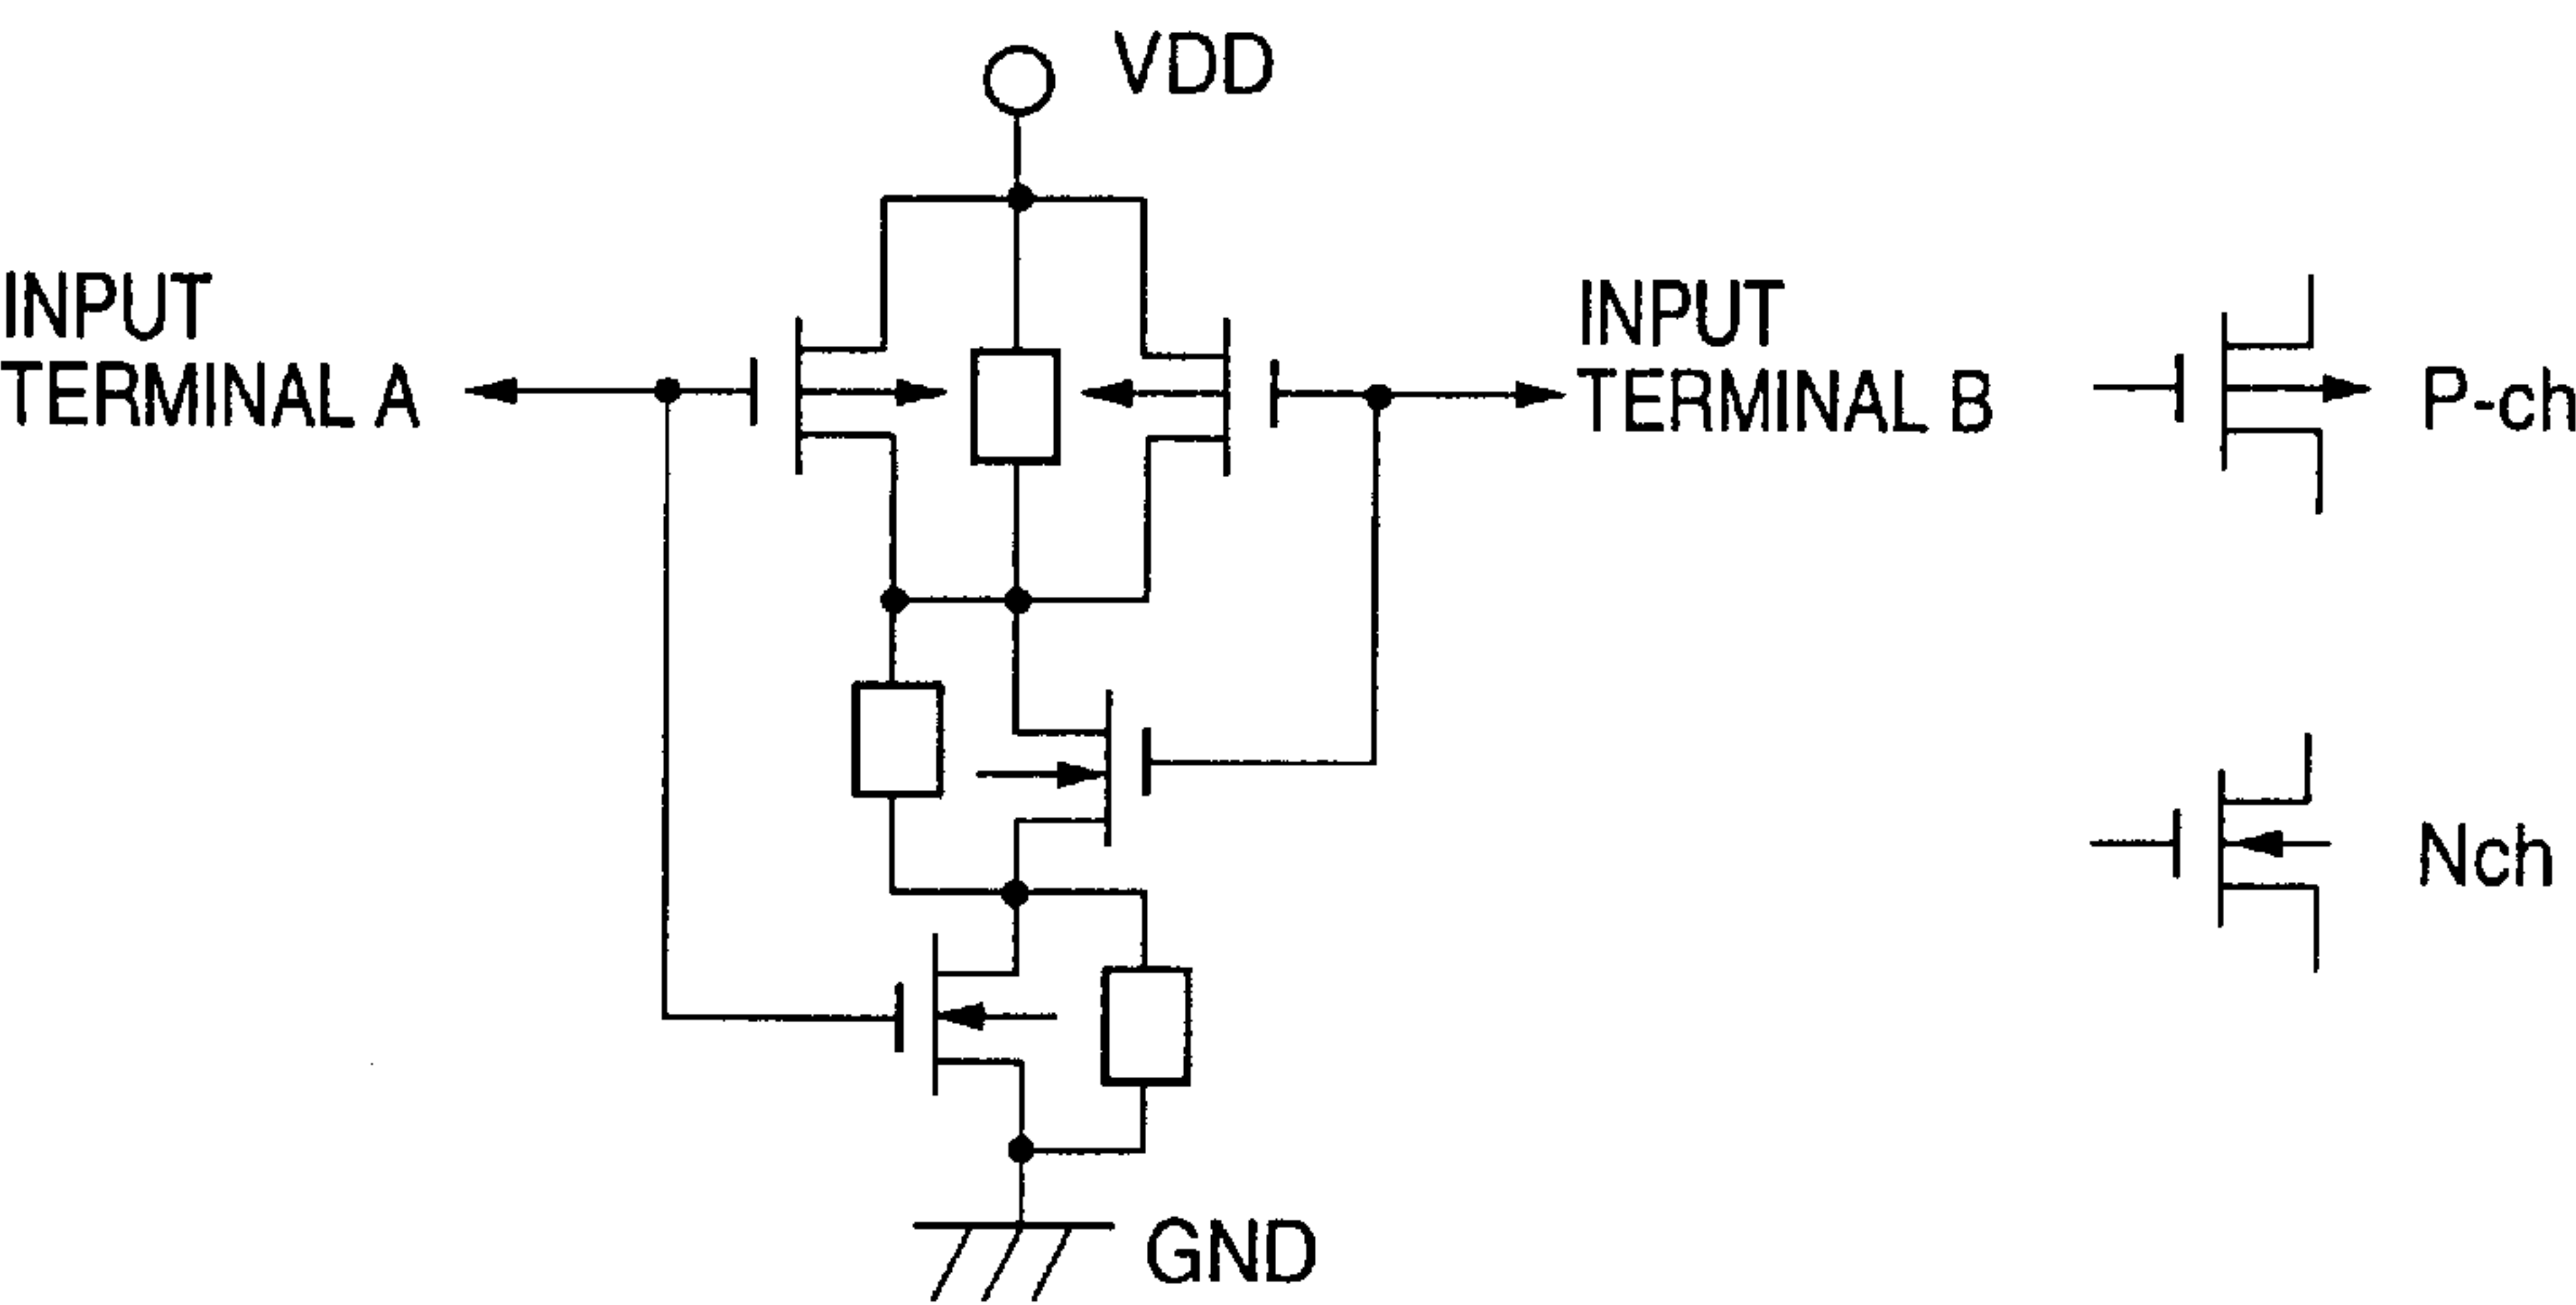 VDD
INPUT
TERMINAL A
INPUT
TERMINAL B
P-ch
Nch
GND